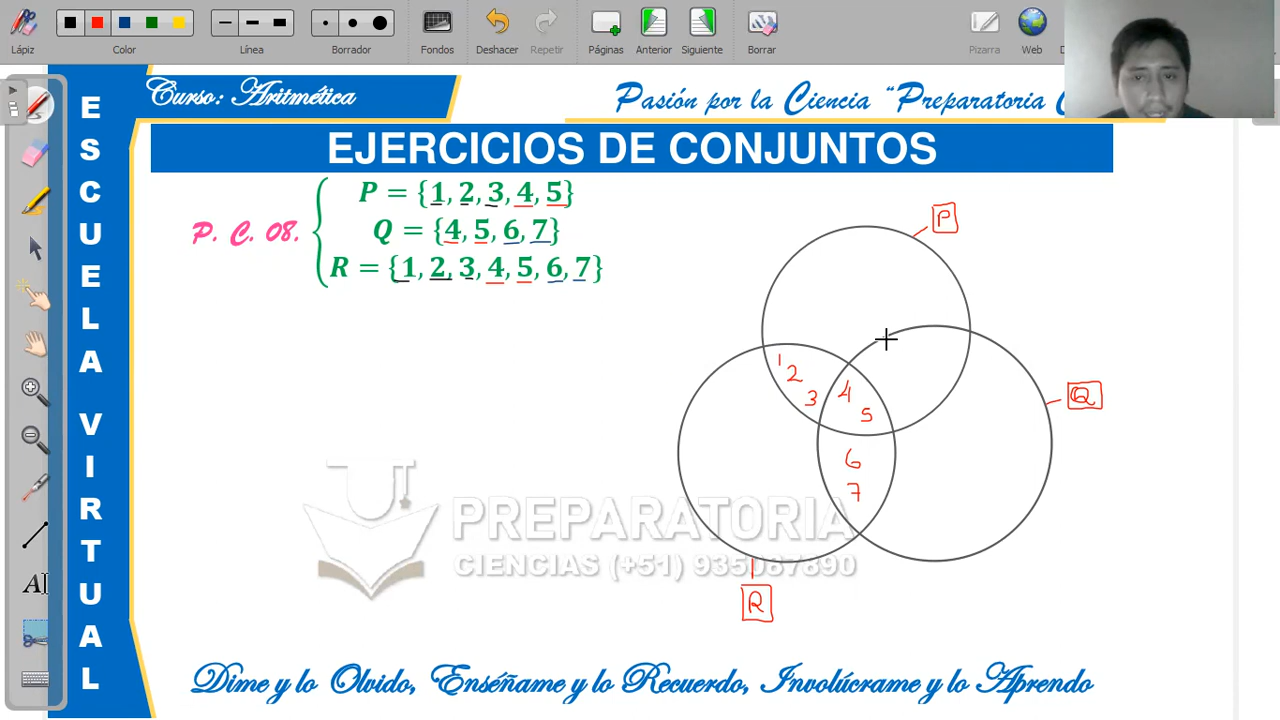 Lápiz Color Línea Borrador Fondos Deshacer Repetir Páginas Anterior Siguiente Borrar Pizarra Web
Curso: Aritmética
Pasión por la Ciencia "Preparatoria
ESCUELA VIRTUAL
EJERCICIOS DE CONJUNTOS
P. C. 08.
P = {1, 2, 3, 4, 5}
Q = {4, 5, 6, 7}
R = {1, 2, 3, 4, 5, 6, 7}
P
Q
1
2
3
4
5
6
7
R
PREPARATORIA
CIENCIAS (+51) 935087890
Dime y lo Olvido, Enséñame y lo Recuerdo, Involúcrame y lo Aprendo